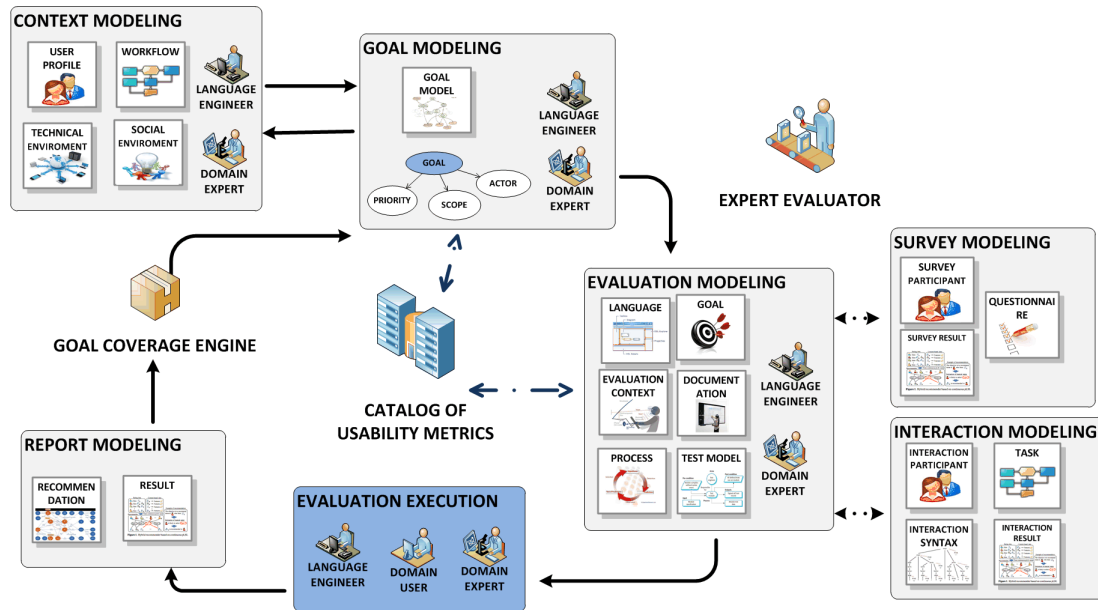 CONTEXT MODELING
USER
PROFILE
WORKFLOW
LANGUAGE
ENGINEER
TECHNICAL
ENVIROMENT
SOCIAL
ENVIROMENT
DOMAIN
EXPERT
GOAL MODELING
GOAL
MODEL
LANGUAGE
ENGINEER
GOAL
PRIORITY
SCOPE
ACTOR
DOMAIN
EXPERT
EXPERT EVALUATOR
GOAL COVERAGE ENGINE
CATALOG OF
USABILITY METRICS
EVALUATION MODELING
LANGUAGE
GOAL
EVALUATION
CONTEXT
DOCUMENT
ATION
PROCESS
TEST MODEL
LANGUAGE
ENGINEER
DOMAIN
EXPERT
SURVEY MODELING
SURVEY
PARTICIPANT
QUESTIONNAI
RE
SURVEY RESULT
INTERACTION MODELING
INTERACTION
PARTICIPANT
TASK
INTERACTION
SYNTAX
INTERACTION
RESULT
REPORT MODELING
RECOMMEN
DATION
RESULT
EVALUATION EXECUTION
LANGUAGE
ENGINEER
DOMAIN
USER
DOMAIN
EXPERT